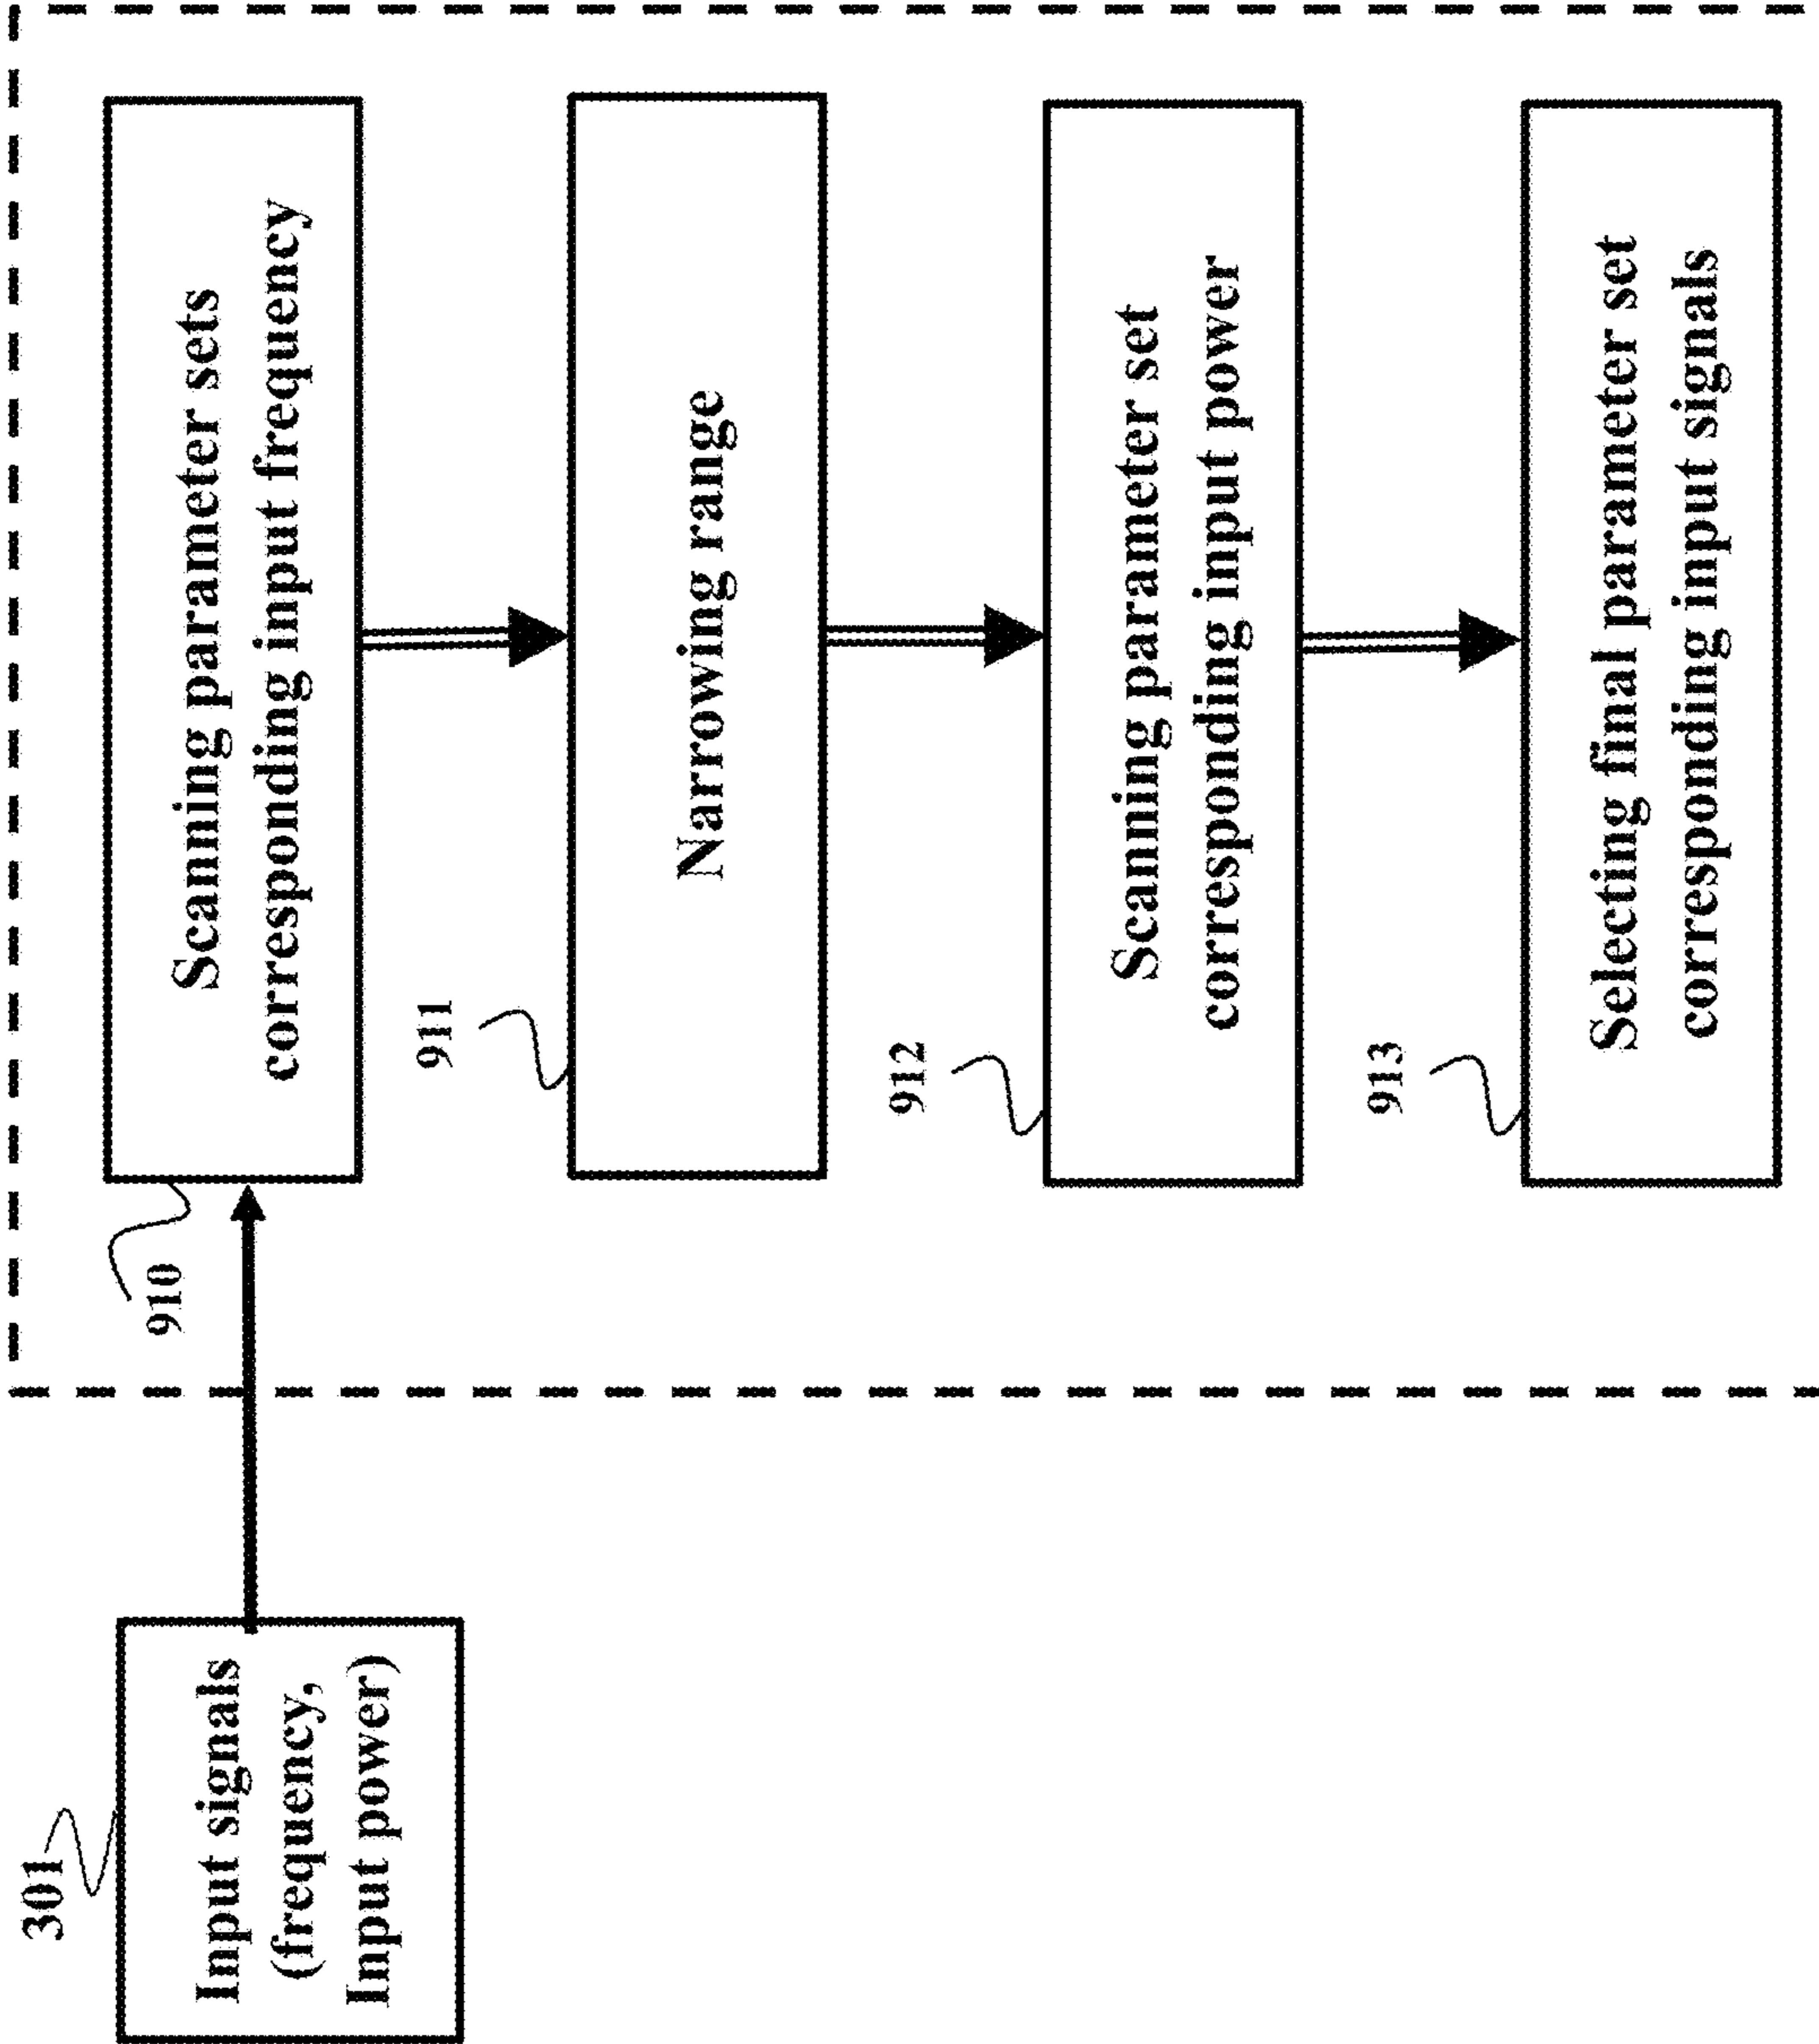 301
Input signals
(frequency,
Input power)
910
Scanning parameter sets
corresponding input frequency
911
Narrowing range
912
Scanning parameter set
corresponding input power
913
Selecting final parameter set
corresponding input signals